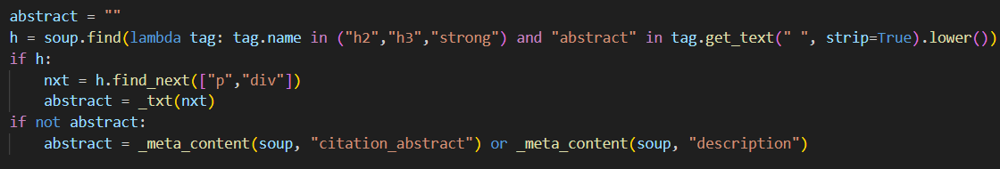 abstract = ""
h = soup.find(lambda tag: tag.name in ("h2","h3","strong") and "abstract" in tag.get_text(" ", strip=True).lower())
if h:
    nxt = h.find_next(["p","div"])
    abstract = _txt(nxt)
if not abstract:
    abstract = _meta_content(soup, "citation_abstract") or _meta_content(soup, "description")